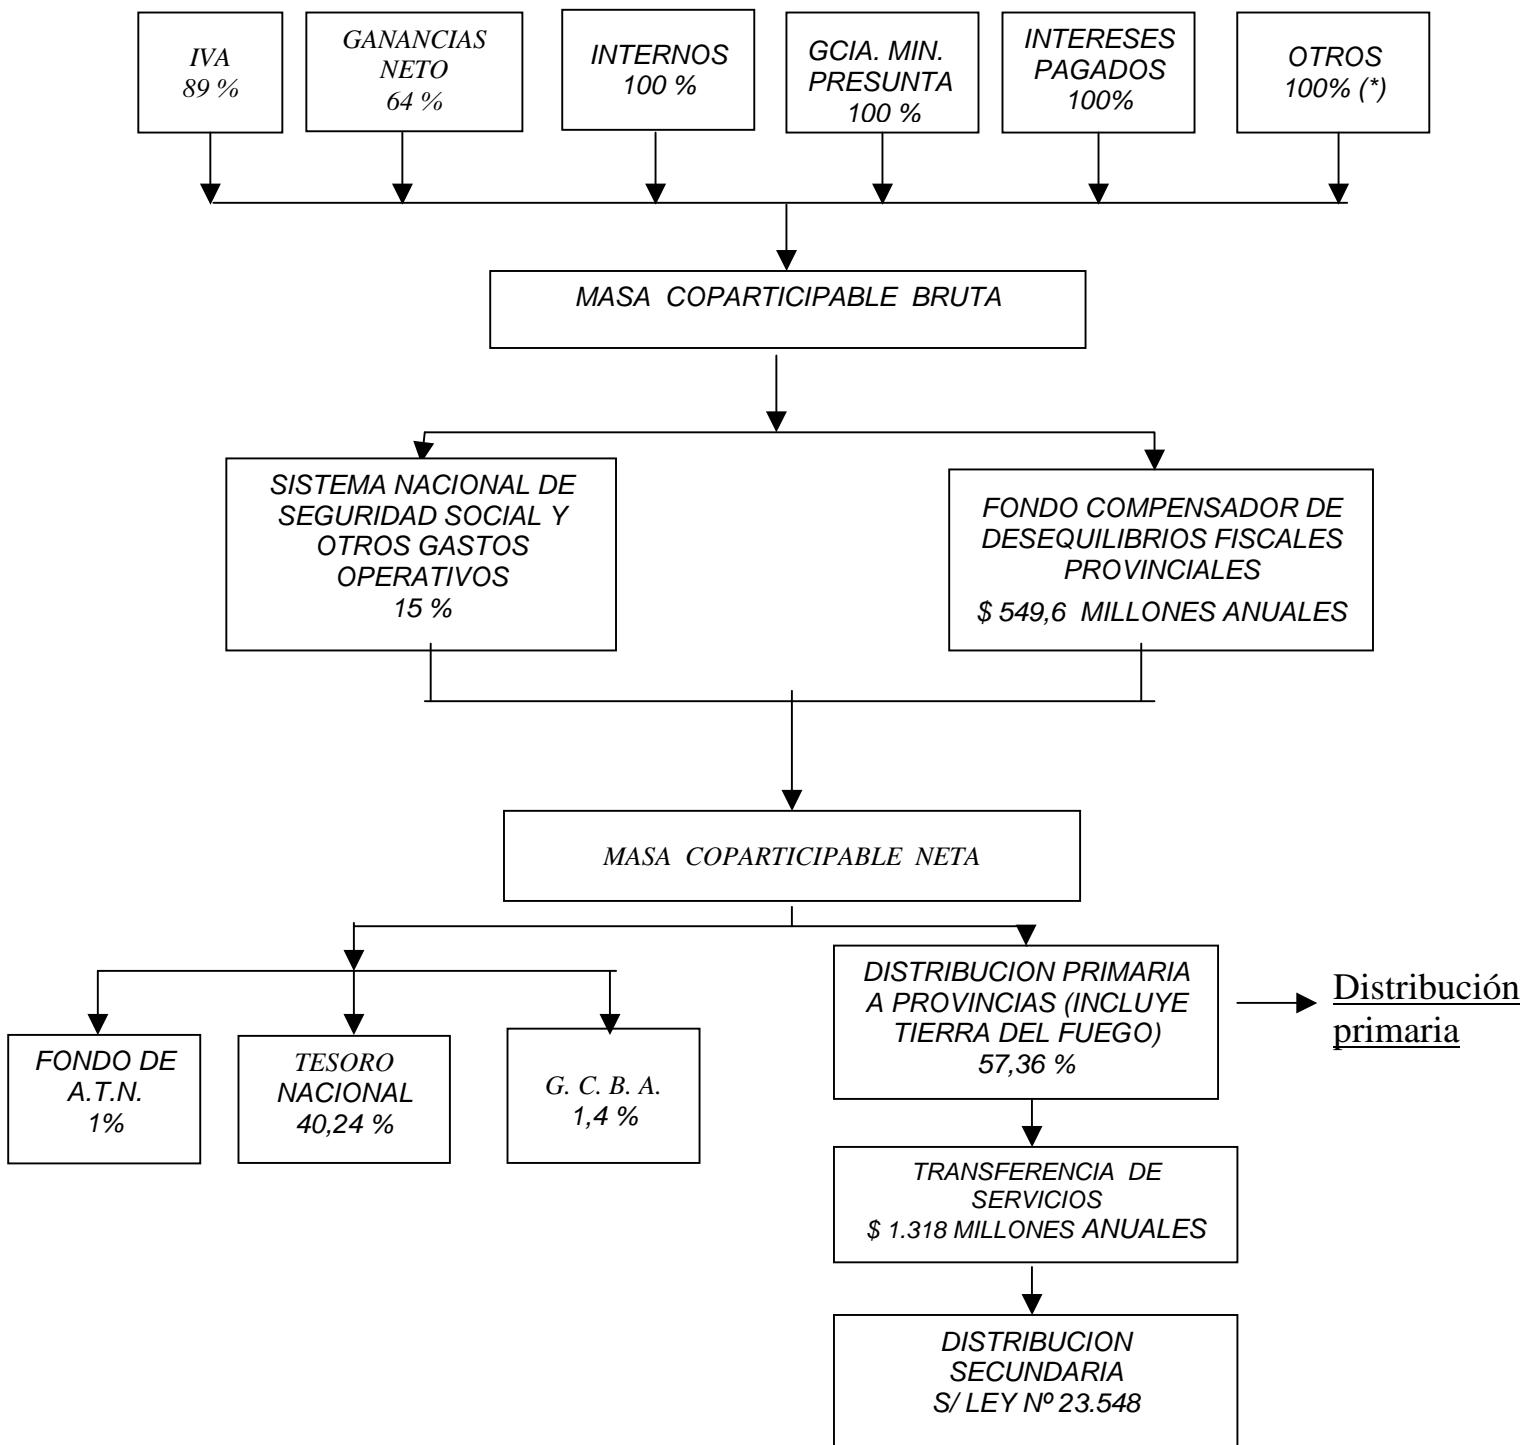 IVA
89 %
GANANCIAS
NETO
64 %
INTERNOS
100 %
GCIA. MIN.
PRESUNTA
100 %
INTERESES
PAGADOS
100%
OTROS
100% (*)
MASA COPARTICIPABLE BRUTA
SISTEMA NACIONAL DE
SEGURIDAD SOCIAL Y
OTROS GASTOS
OPERATIVOS
15 %
FONDO COMPENSADOR DE
DESEQUILIBRIOS FISCALES
PROVINCIALES
$ 549,6 MILLONES ANUALES
MASA COPARTICIPABLE NETA
FONDO DE
A.T.N.
1%
TESORO
NACIONAL
40,24 %
G. C. B. A.
1,4 %
DISTRIBUCION PRIMARIA
A PROVINCIAS (INCLUYE
TIERRA DEL FUEGO)
57,36 %
Distribución
primaria
TRANSFERENCIA DE
SERVICIOS
$ 1.318 MILLONES ANUALES
DISTRIBUCION
SECUNDARIA
S/ LEY Nº 23.548